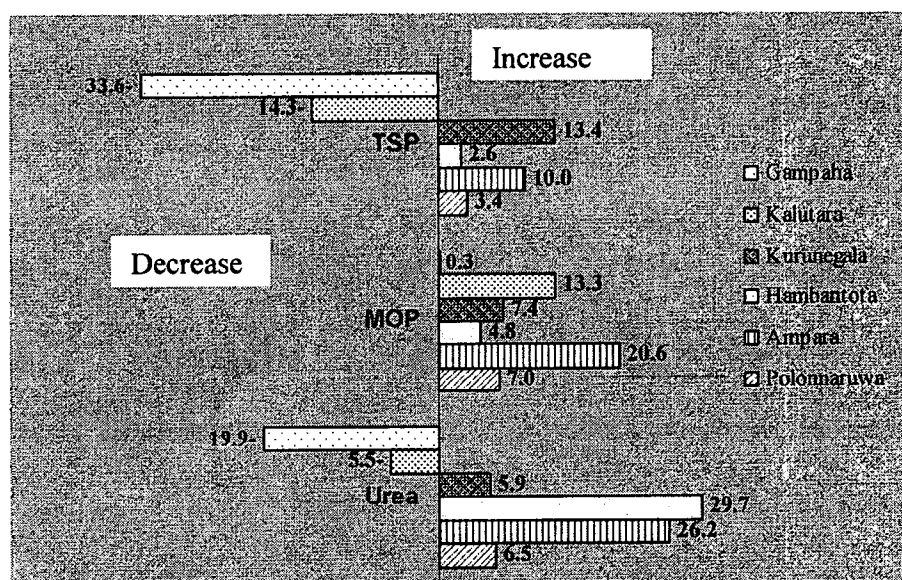 Increase
33.6-
14.3-
TSP
13.4
2.6
10.0
3.4
Decrease
0.3
13.3
MOP
7.4
4.8
20.6
7.0
19.9-
5.5-
Urea
5.9
29.7
26.2
6.5
Gampaha
Kalutara
Kurunegala
Hambantota
Ampara
Polonnaruwa